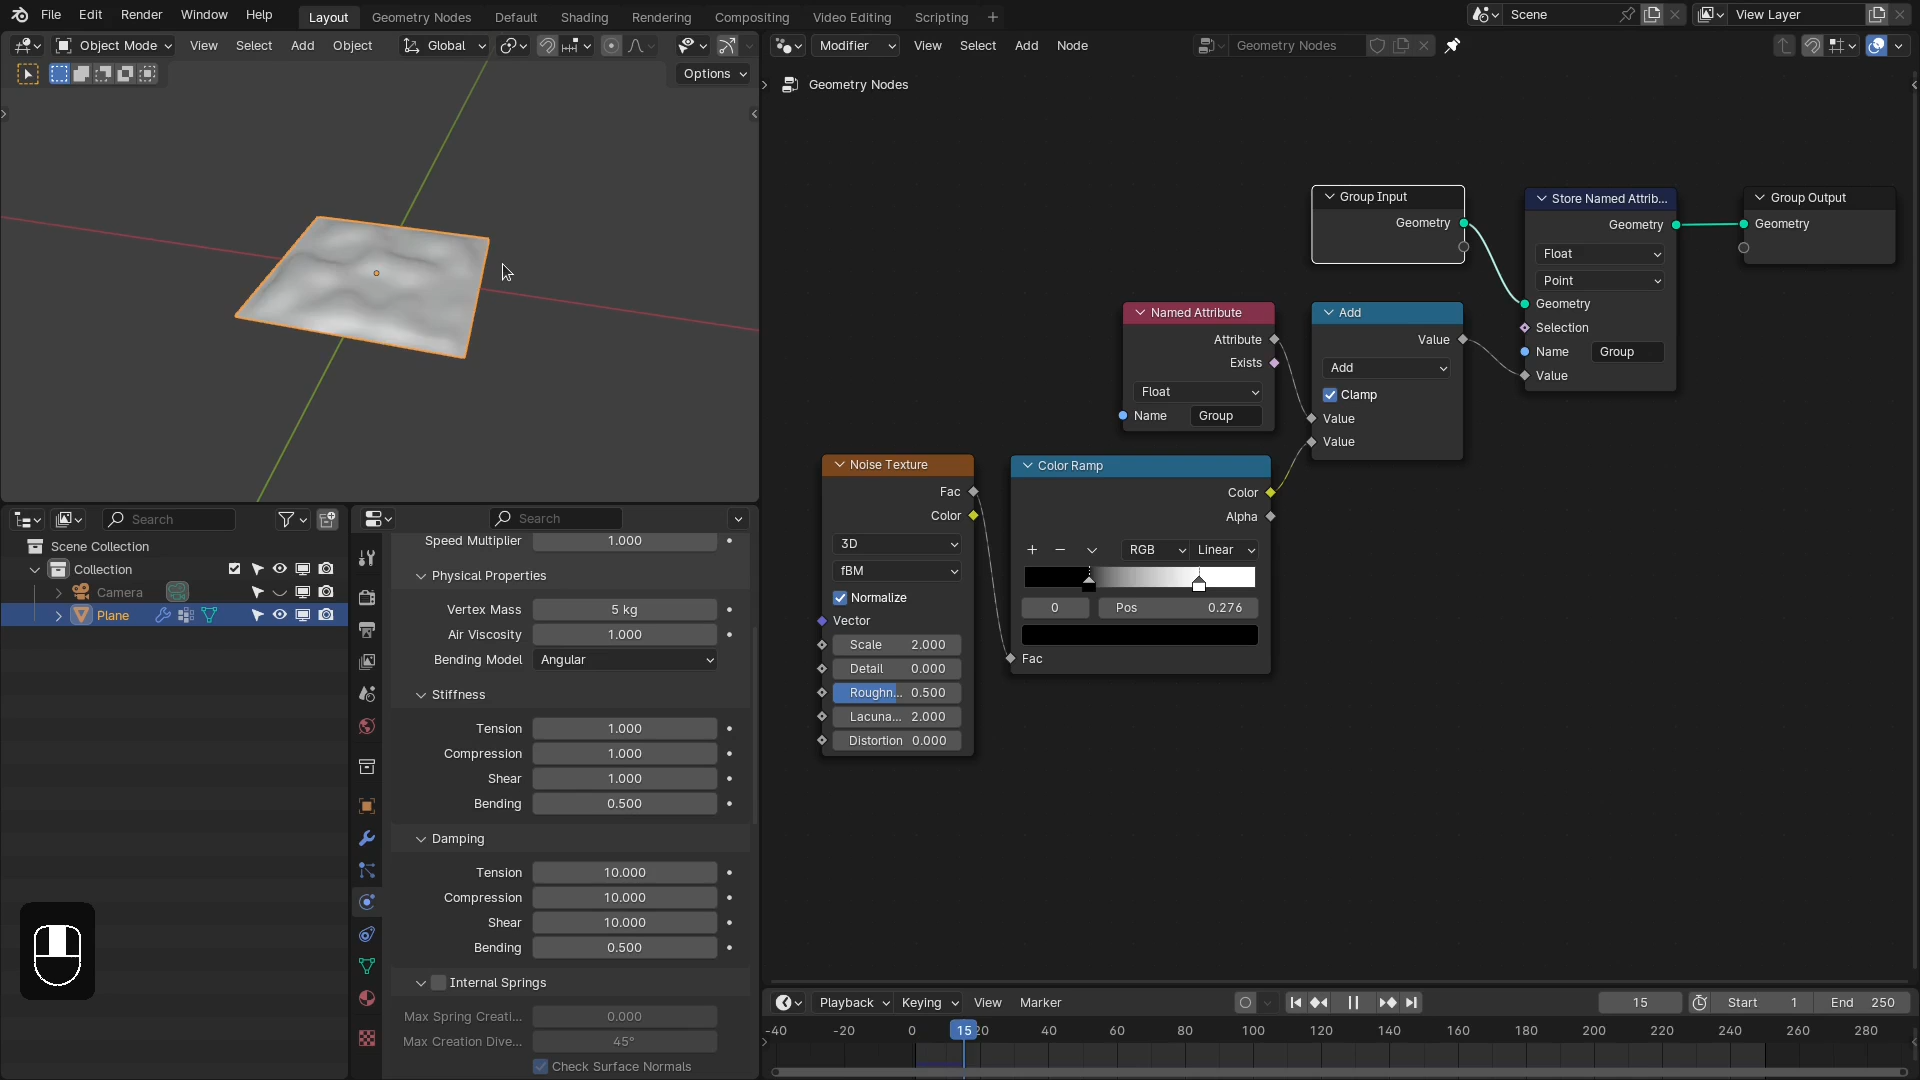 File Edit Render Window Help
Layout Geometry Nodes Default Shading Rendering Compositing Video Editing Scripting +
Scene View Layer
Object Mode View Select Add Object Global
Options
Modifier View Select Add Node Geometry Nodes
Geometry Nodes
Group Input
Geometry
Store Named Attrib...
Geometry
Float
Point
Geometry
Selection
Name Group
Value
Group Output
Geometry
Named Attribute
Attribute
Exists
Float
Name Group
Add
Value
Add
Clamp
Value
Value
Noise Texture
Fac
Color
3D
fBM
Normalize
Vector
Scale 2.000
Detail 0.000
Roughn... 0.500
Lacuna... 2.000
Distortion 0.000
Color Ramp
Color
Alpha
+ − RGB Linear
0 Pos 0.276
Fac
Search
Scene Collection
Collection
Camera
Plane
Search
Speed Multiplier 1.000
Physical Properties
Vertex Mass 5 kg
Air Viscosity 1.000
Bending Model Angular
Stiffness
Tension 1.000
Compression 1.000
Shear 1.000
Bending 0.500
Damping
Tension 10.000
Compression 10.000
Shear 10.000
Bending 0.500
Internal Springs
Max Spring Creati... 0.000
Max Creation Dive... 45°
Check Surface Normals
Playback Keying View Marker 15 Start 1 End 250
-40 -20 0 15 20 40 60 80 100 120 140 160 180 200 220 240 260 280